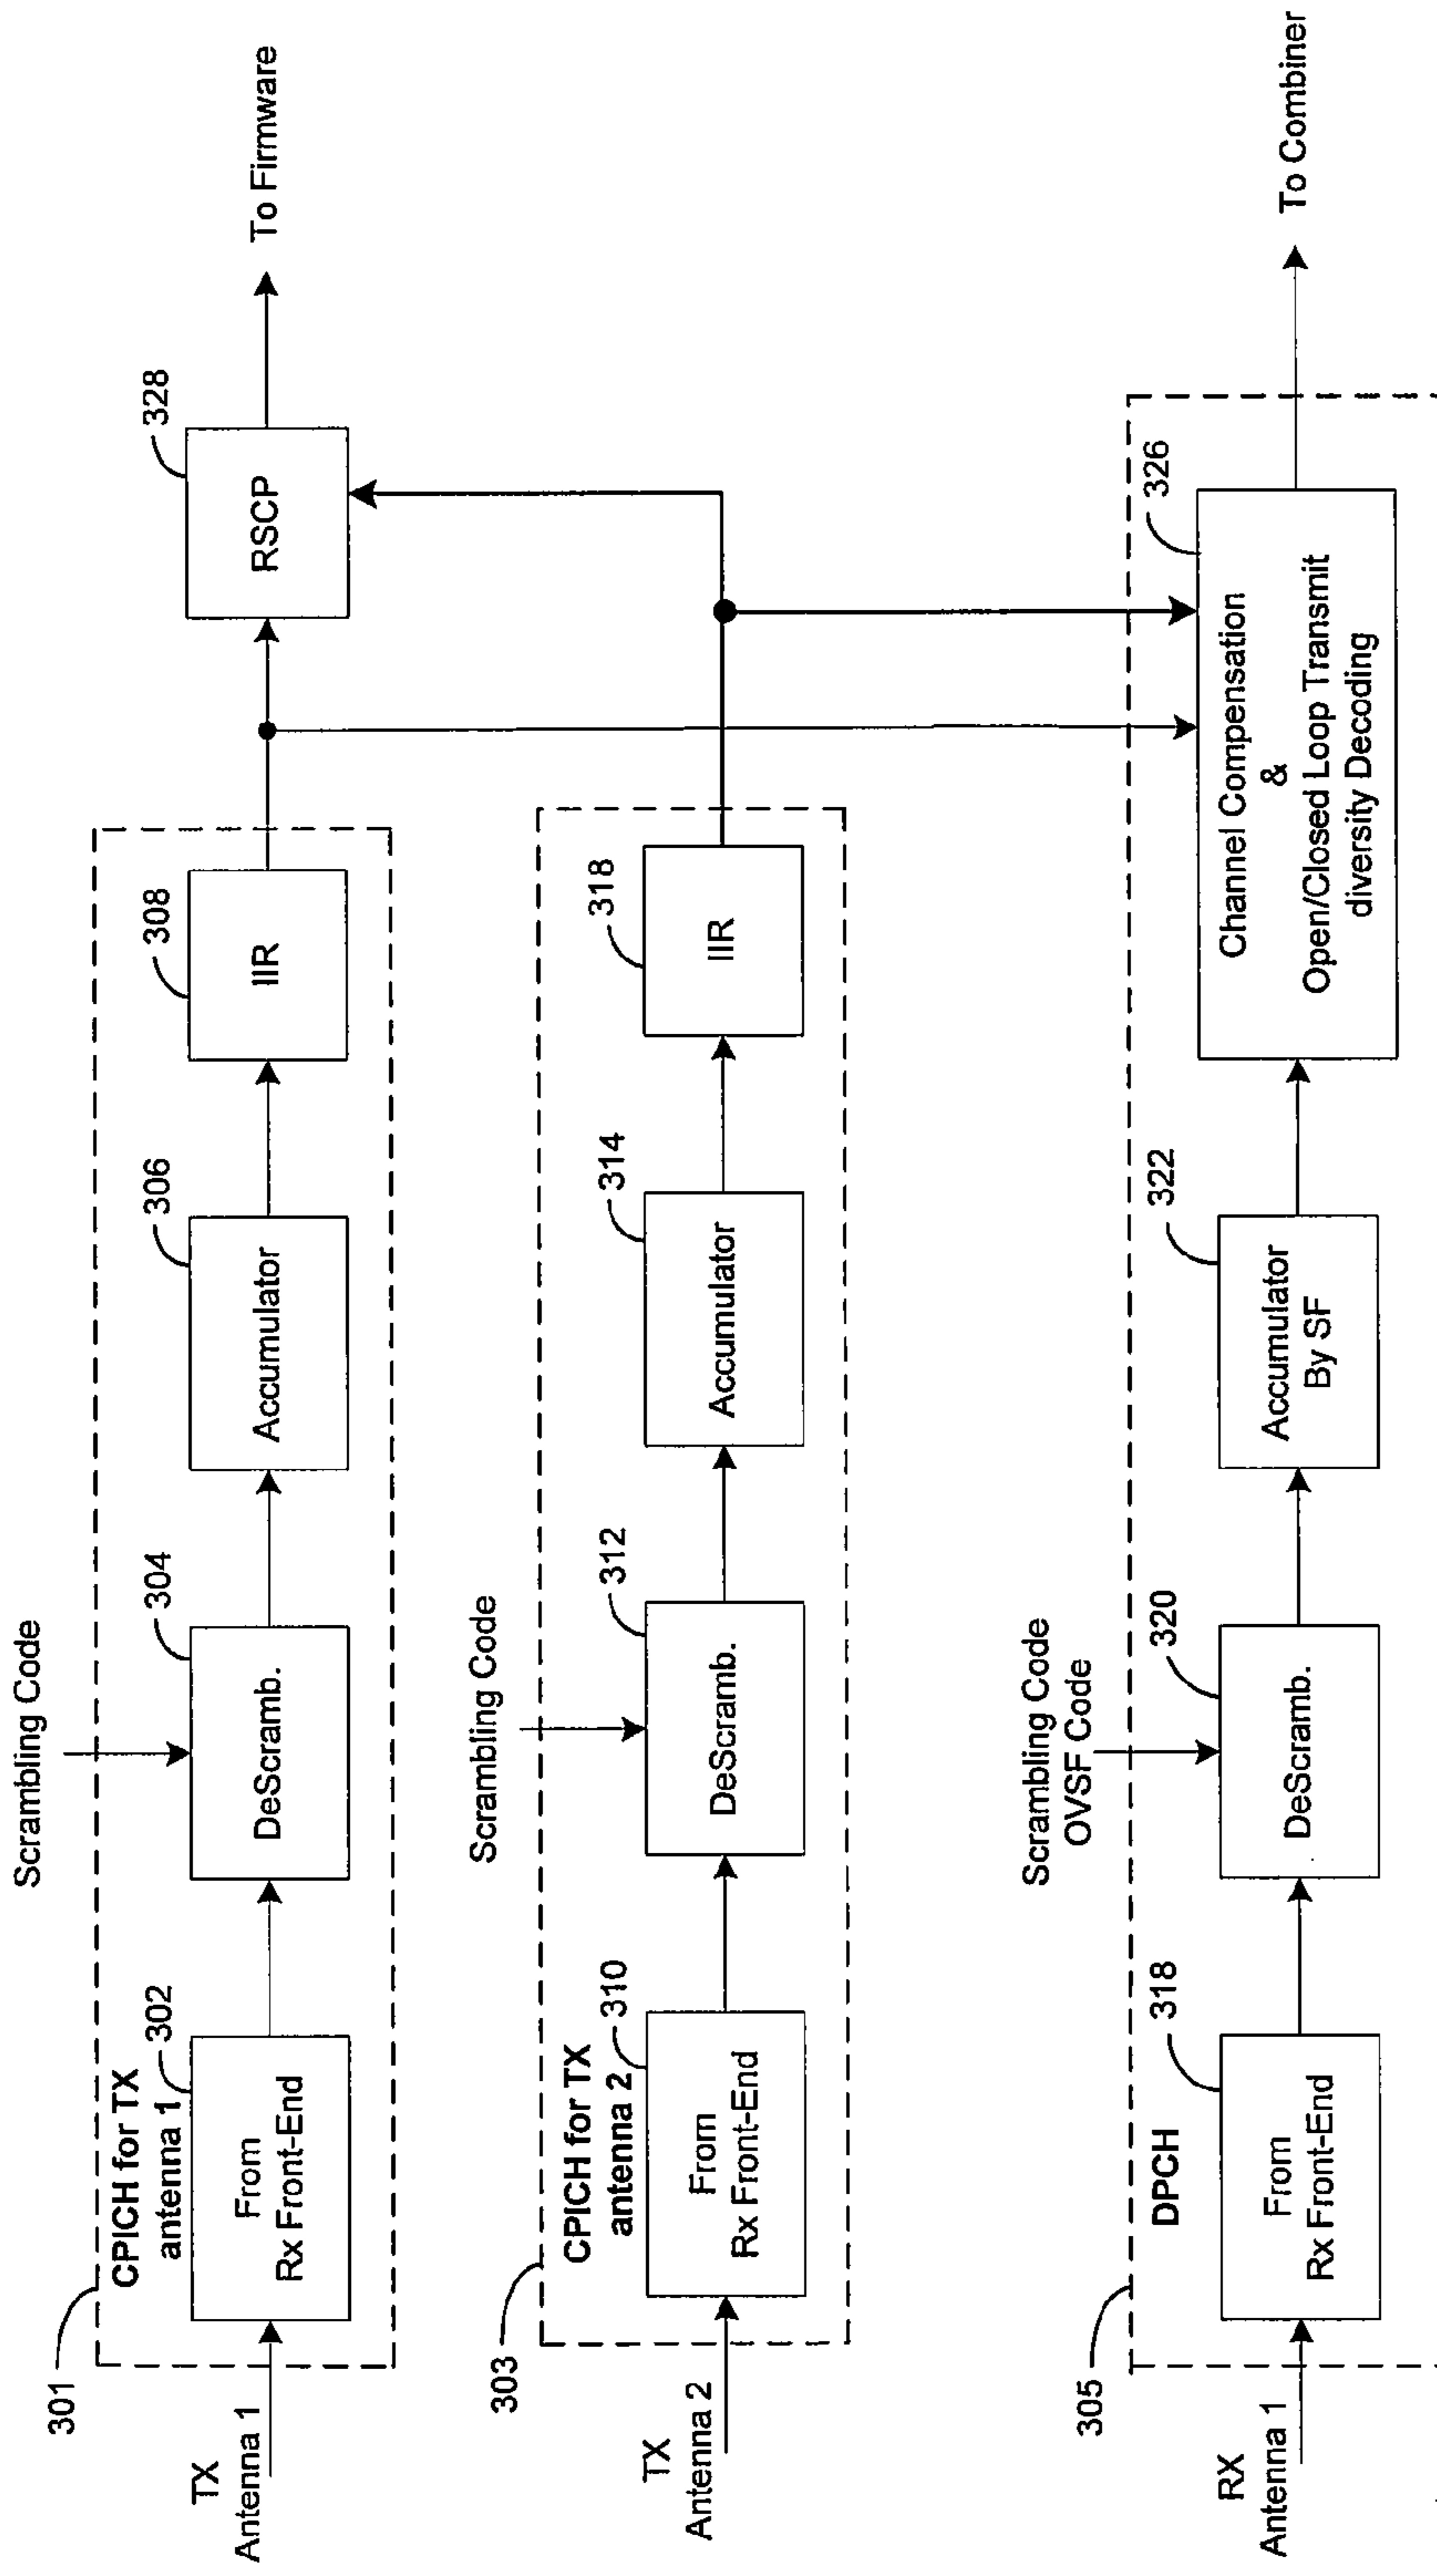 Scrambling Code
301
CPICH for TX
antenna 1
302
304
306
308
328
TX
Antenna 1
From
Rx Front-End
DeScramb.
Accumulator
IIR
RSCP
To Firmware
Scrambling Code
303
CPICH for TX
antenna 2
310
312
314
318
TX
Antenna 2
From
Rx Front-End
DeScramb.
Accumulator
IIR
Scrambling Code
OVSF Code
305
DPCH
318
320
322
326
RX
Antenna 1
From
Rx Front-End
DeScramb.
Accumulator
By SF
Channel Compensation
&
Open/Closed Loop Transmit
diversity Decoding
To Combiner